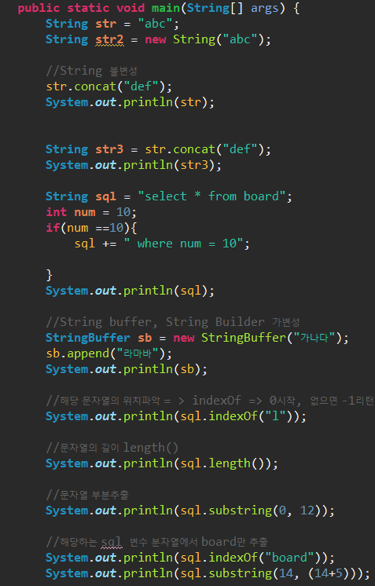 public static void main(String[] args) {
String str = "abc";
String str2 = new String("abc");
//String 불변성
str.concat("def");
System.out.println(str);
String str3 = str.concat("def");
System.out.println(str3);
String sql = "select * from board";
int num = 10;
if(num ==10){
sql += " where num = 10";
}
System.out.println(sql);
//String buffer, String Builder 가변성
StringBuffer sb = new StringBuffer("가나다");
sb.append("라마바");
System.out.println(sb);
//해당 문자열의 위치파악 = > indexOf => 0시작, 없으면 -1리턴
System.out.println(sql.indexOf("l"));
//문자열의 길이 length()
System.out.println(sql.length());
//문자열 부분추출
System.out.println(sql.substring(0, 12));
//해당하는 sql 변수 문자열에서 board만 추출
System.out.println(sql.indexOf("board"));
System.out.println(sql.substring(14, (14+5)));